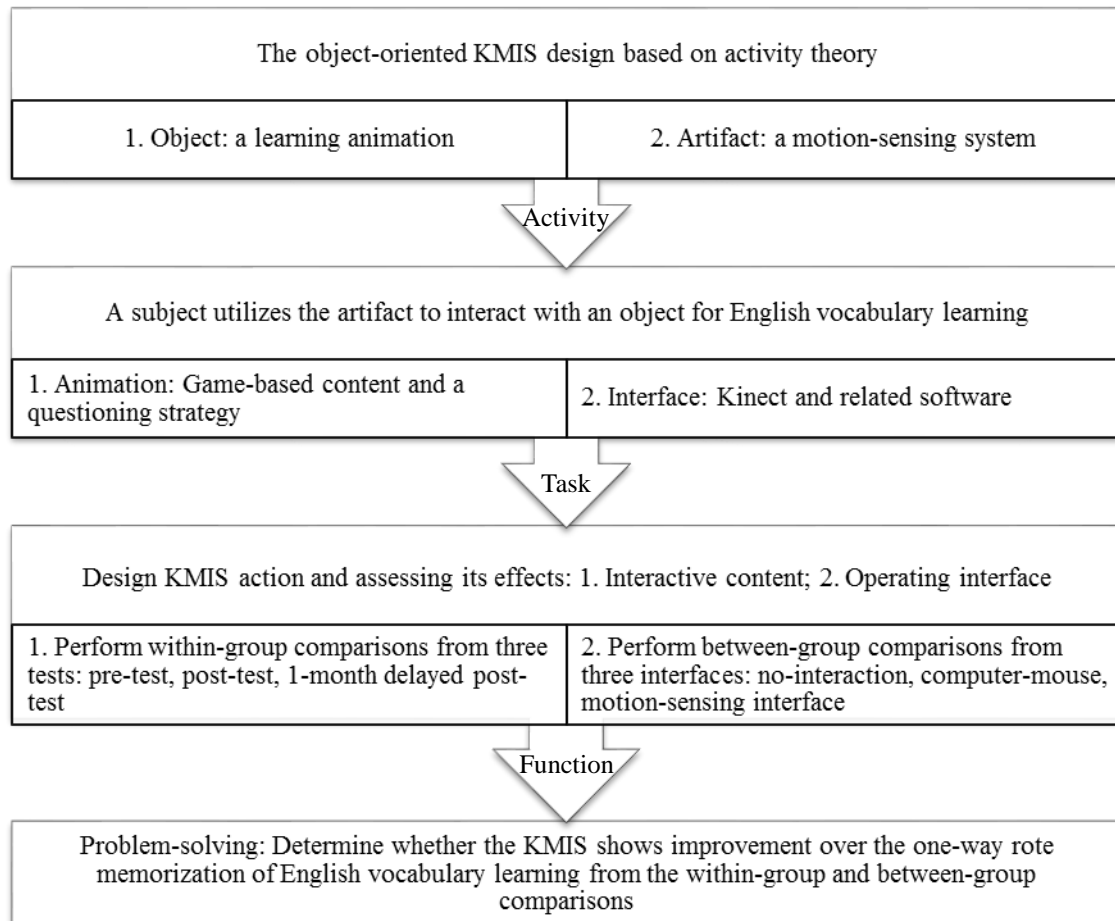 The object-oriented KMIS design based on activity theory
1. Object: a learning animation
2. Artifact: a motion-sensing system
Activity
A subject utilizes the artifact to interact with an object for English vocabulary learning
1. Animation: Game-based content and a
questioning strategy
2. Interface: Kinect and related software
Task
Design KMIS action and assessing its effects: 1. Interactive content; 2. Operating interface
1. Perform within-group comparisons from three
tests: pre-test, post-test, 1-month delayed post-
test
2. Perform between-group comparisons from
three interfaces: no-interaction, computer-mouse,
motion-sensing interface
Function
Problem-solving: Determine whether the KMIS shows improvement over the one-way rote
memorization of English vocabulary learning from the within-group and between-group
comparisons